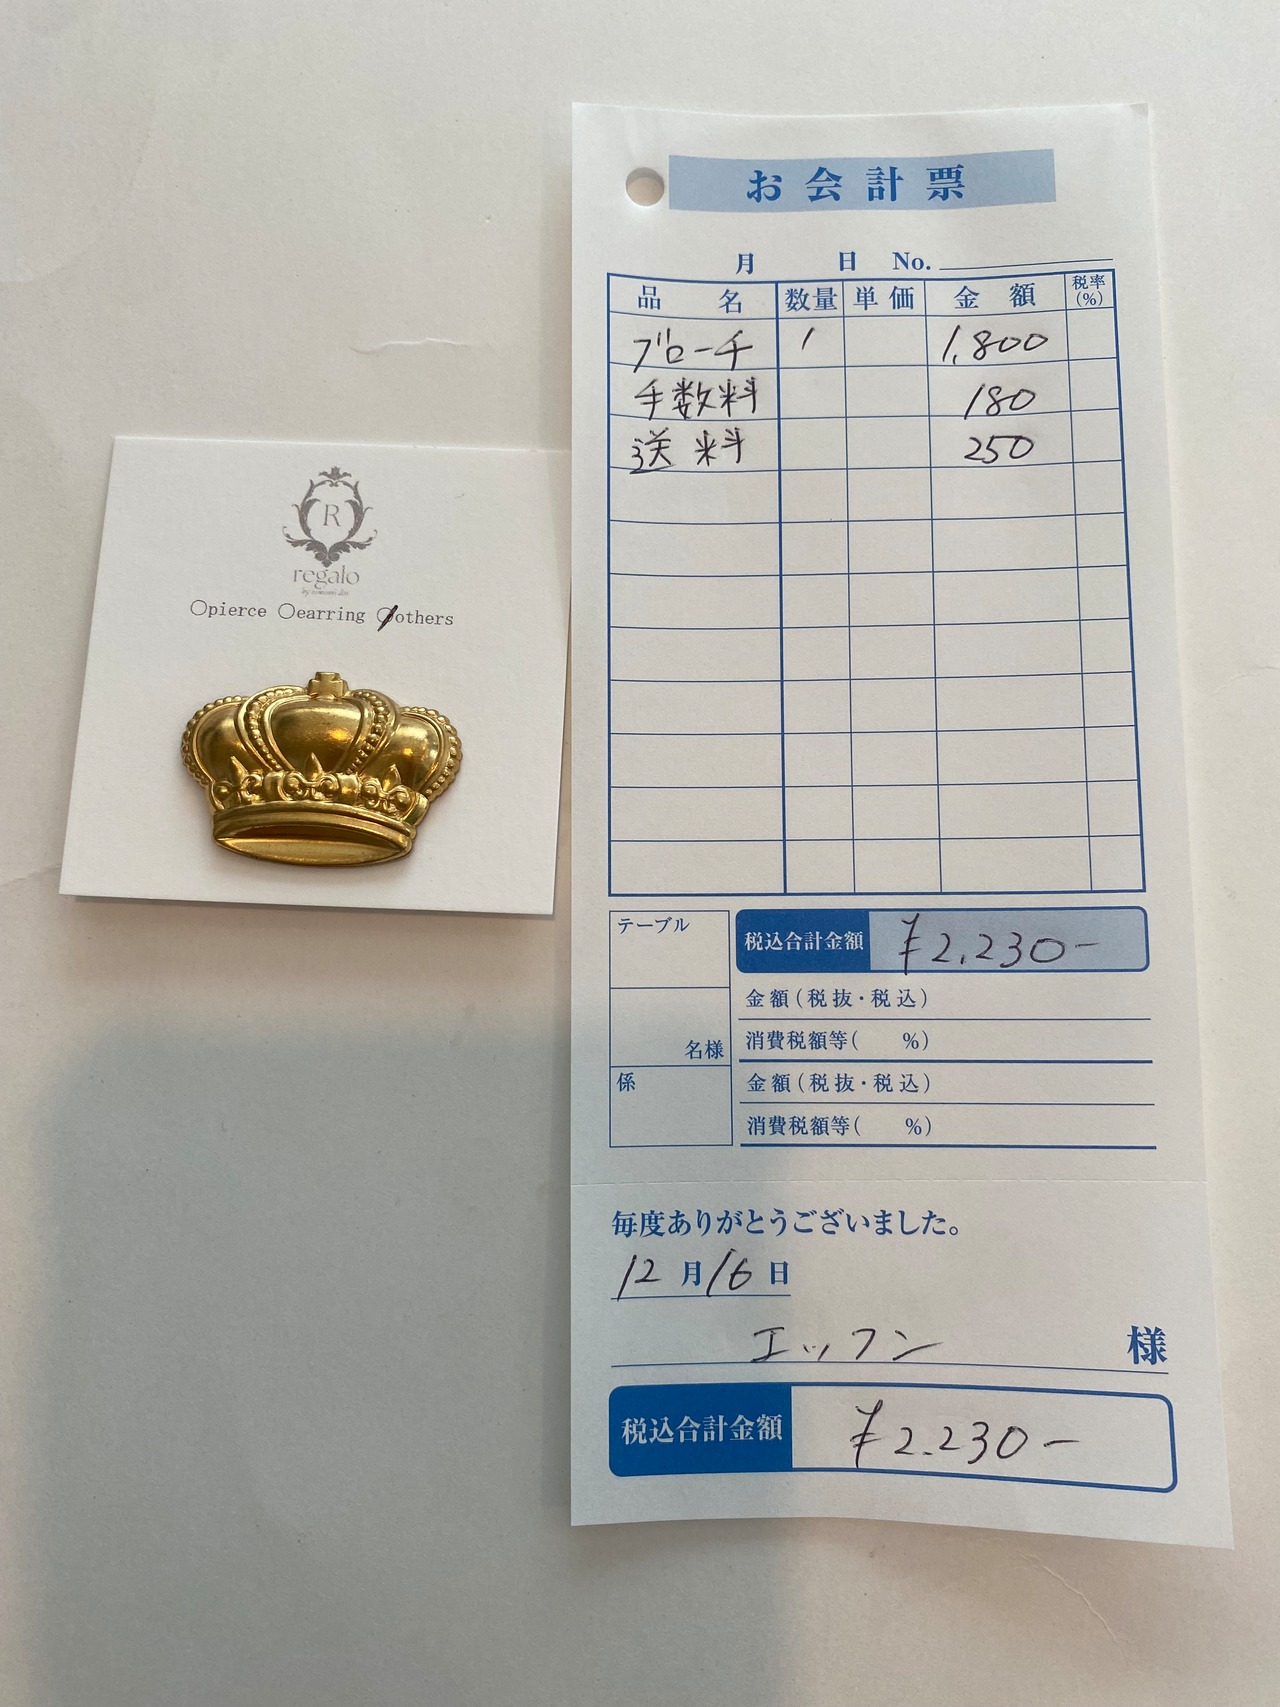 R
regalo
○pierce ○earring ○others
お会計票
月 日 No.
品名 数量 単価 金額 税率(%)
ブローチ 1 1,800
手数料 180
送料 250
テーブル
名様
係
税込合計金額 ¥2,230-
金額(税抜・税込)
消費税額等( %)
金額(税抜・税込)
消費税額等( %)
毎度ありがとうございました。
12月16日
エッフン 様
税込合計金額 ¥2.230-